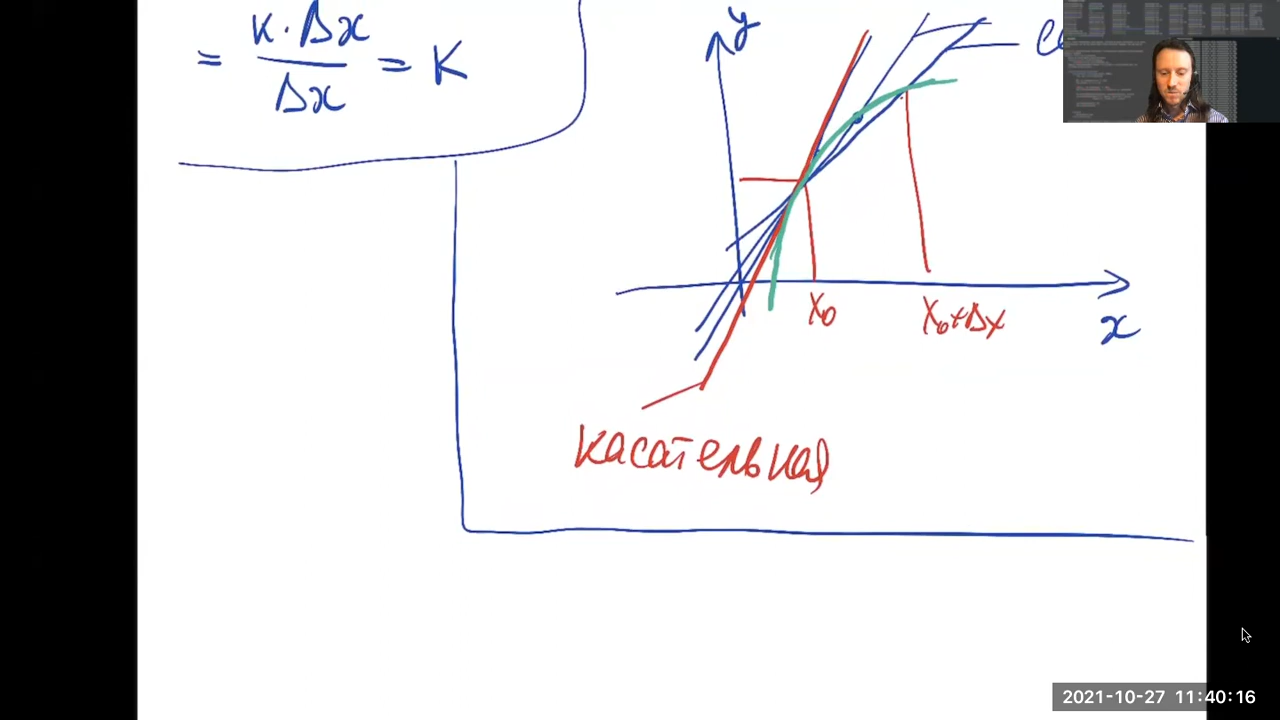 = K·Δx / Δx = K
y
x₀
x₀+Δx
x
касательная
2021-10-27 11:40:16